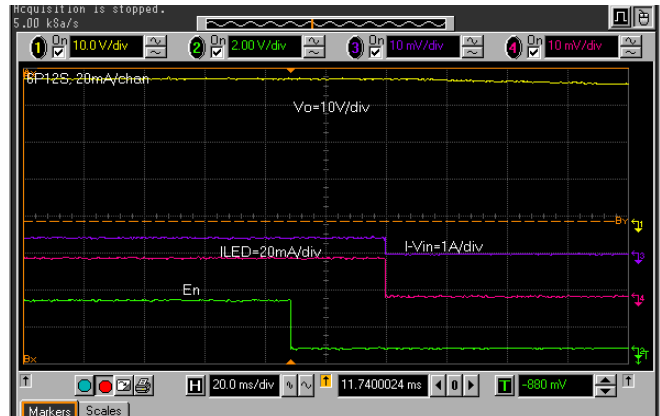 Acquisition is stopped.
5.00 kSa/s
1 On 10.0 V/div 2 On 2.00 V/div 3 On 10 mV/div 4 On 10 mV/div
6P12S, 20mA/chan
Vo=10V/div
By
ILED=20mA/div
I-Vin=1A/div
En
Bx
H 20.0 ms/div 11.7400024 ms 0 T -880 mV
Markers Scales